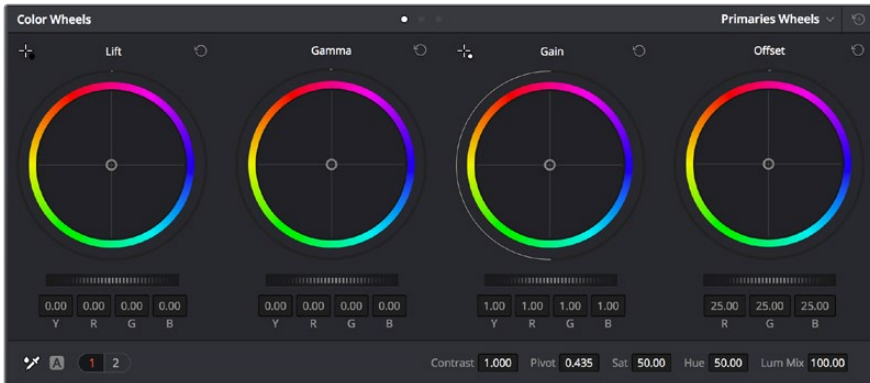 Color Wheels Primaries Wheels
Lift Gamma Gain Offset
0.00 0.00 0.00 0.00 0.00 0.00 0.00 0.00 1.00 1.00 1.00 1.00 25.00 25.00 25.00
Y R G B Y R G B Y R G B R G B
A 1 2 Contrast 1.000 Pivot 0.435 Sat 50.00 Hue 50.00 Lum Mix 100.00